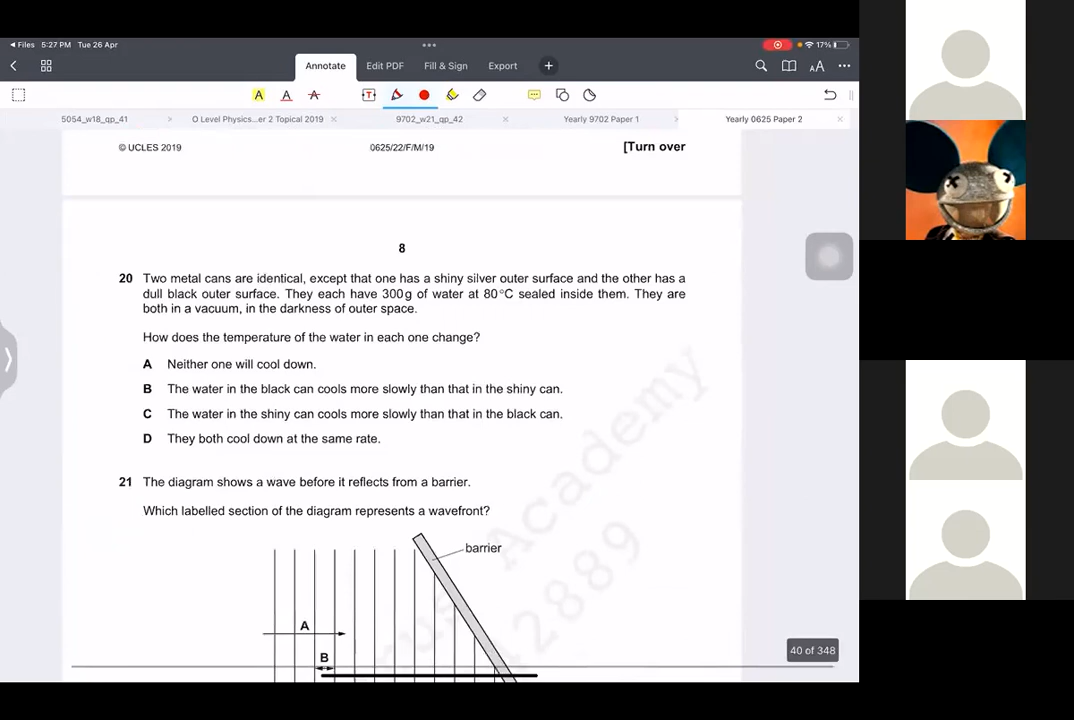 Files 5:27 PM Tue 26 Apr 17%
Annotate Edit PDF Fill & Sign Export
5054_w18_qp_41 O Level Physics...er 2 Topical 2019 9702_w21_qp_42 Yearly 9702 Paper 1 Yearly 0625 Paper 2
© UCLES 2019 0625/22/F/M/19 [Turn over
8
20 Two metal cans are identical, except that one has a shiny silver outer surface and the other has a
dull black outer surface. They each have 300g of water at 80°C sealed inside them. They are
both in a vacuum, in the darkness of outer space.
How does the temperature of the water in each one change?
A Neither one will cool down.
B The water in the black can cools more slowly than that in the shiny can.
C The water in the shiny can cools more slowly than that in the black can.
D They both cool down at the same rate.
21 The diagram shows a wave before it reflects from a barrier.
Which labelled section of the diagram represents a wavefront?
barrier
A
B
Academy
42889
40 of 348